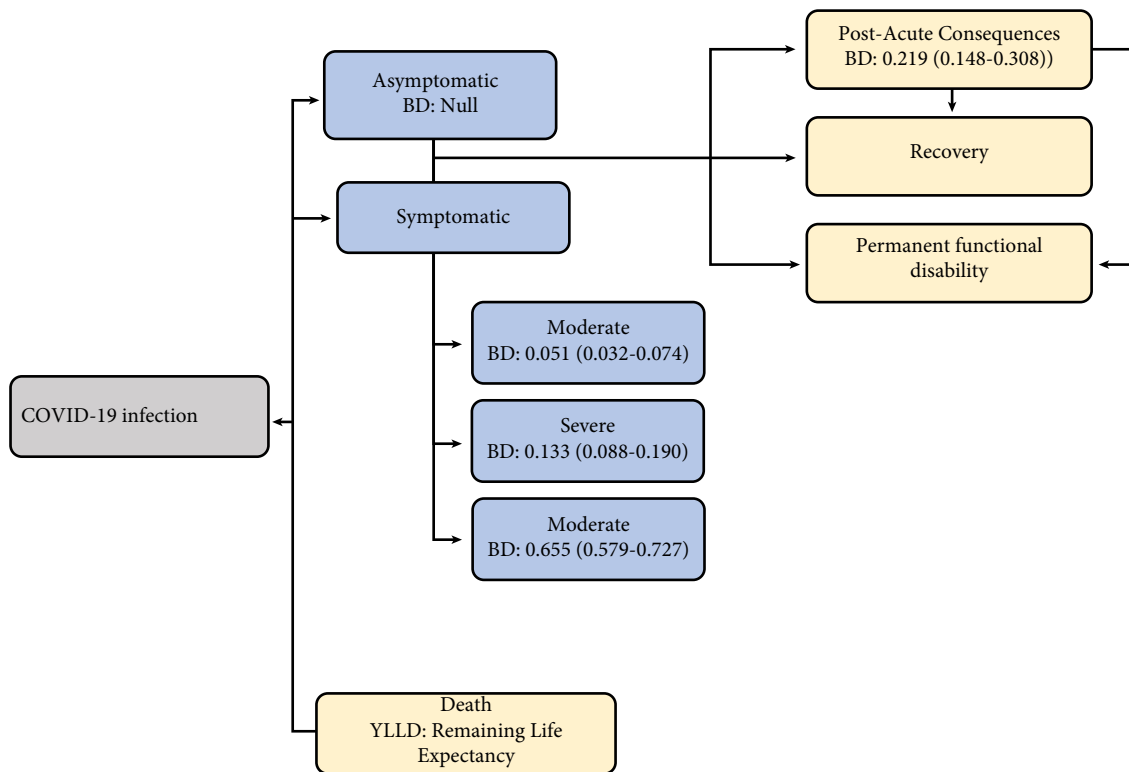 COVID-19 infection
Asymptomatic
BD: Null
Symptomatic
Moderate
BD: 0.051 (0.032-0.074)
Severe
BD: 0.133 (0.088-0.190)
Moderate
BD: 0.655 (0.579-0.727)
Death
YLLD: Remaining Life
Expectancy
Post-Acute Consequences
BD: 0.219 (0.148-0.308))
Recovery
Permanent functional
disability